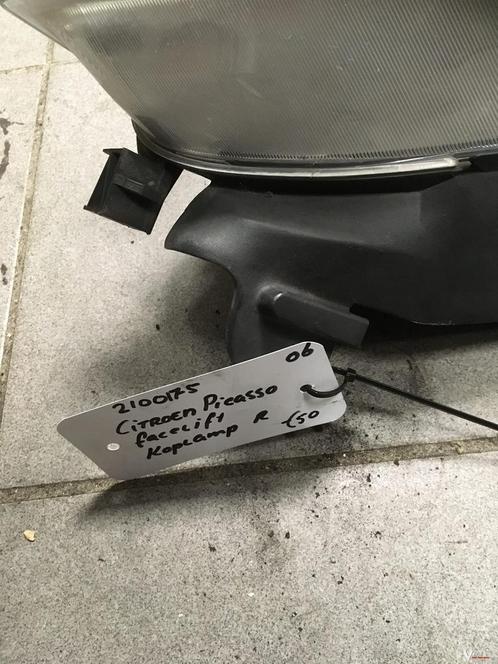 2100175 06
CITROEN Picasso
facelift
Koplamp R €50